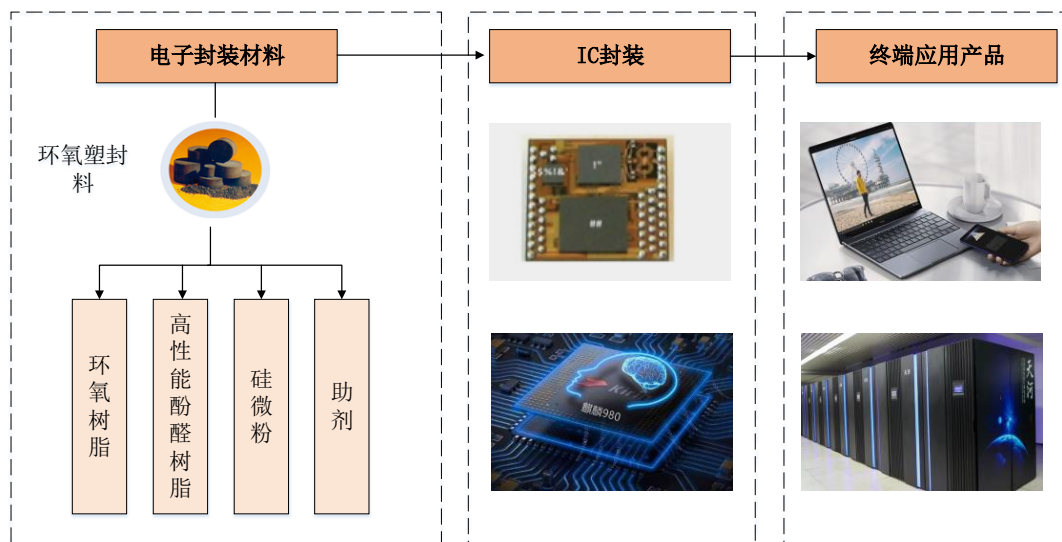 电子封装材料
IC封装
终端应用产品
环氧塑封
料
环氧树脂
高性能酚醛树脂
硅微粉
助剂
$%!&'
!"
##
麒麟980